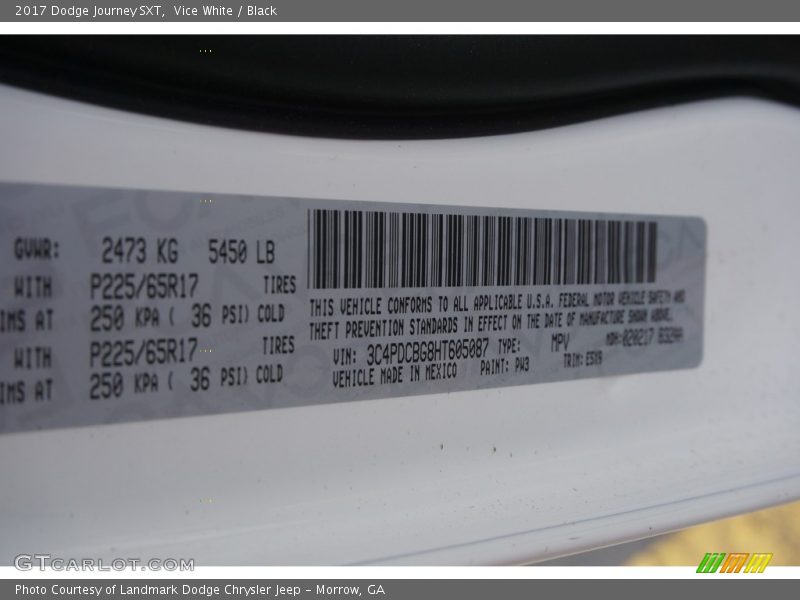 2017 Dodge Journey SXT, Vice White / Black
GVWR: 2473 KG 5450 LB
WITH P225/65R17 TIRES
IMS AT 250 KPA ( 36 PSI) COLD
WITH P225/65R17 TIRES
IMS AT 250 KPA ( 36 PSI) COLD
THIS VEHICLE CONFORMS TO ALL APPLICABLE U.S.A. FEDERAL MOTOR VEHICLE SAFETY AND
THEFT PREVENTION STANDARDS IN EFFECT ON THE DATE OF MANUFACTURE SHOWN ABOVE.
VIN: 3C4PDCBG8HT605087 TYPE: MPV MDH:020217
VEHICLE MADE IN MEXICO PAINT: PW3 TRIM:
GTCARLOT.COM
Photo Courtesy of Landmark Dodge Chrysler Jeep – Morrow, GA